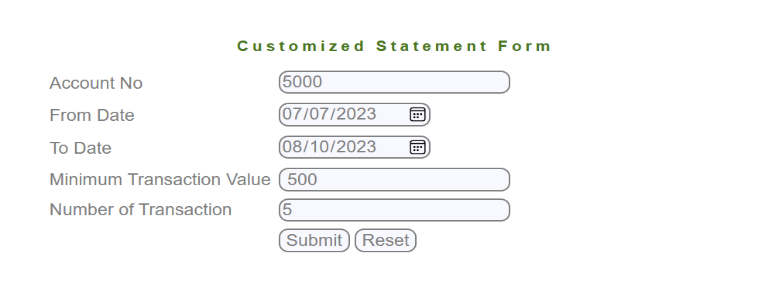 Customized Statement Form
Account No 5000
From Date 07/07/2023
To Date 08/10/2023
Minimum Transaction Value 500
Number of Transaction 5
Submit Reset